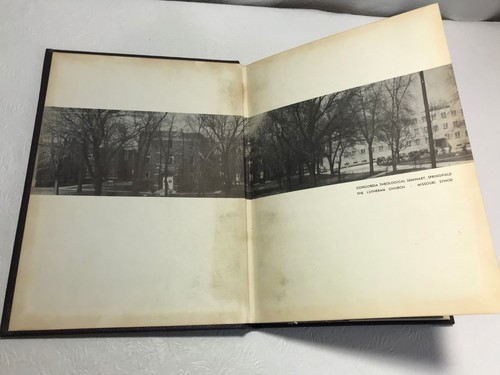 CONCORDIA THEOLOGICAL SEMINARY, SPRINGFIELD
THE LUTHERAN CHURCH - MISSOURI SYNOD